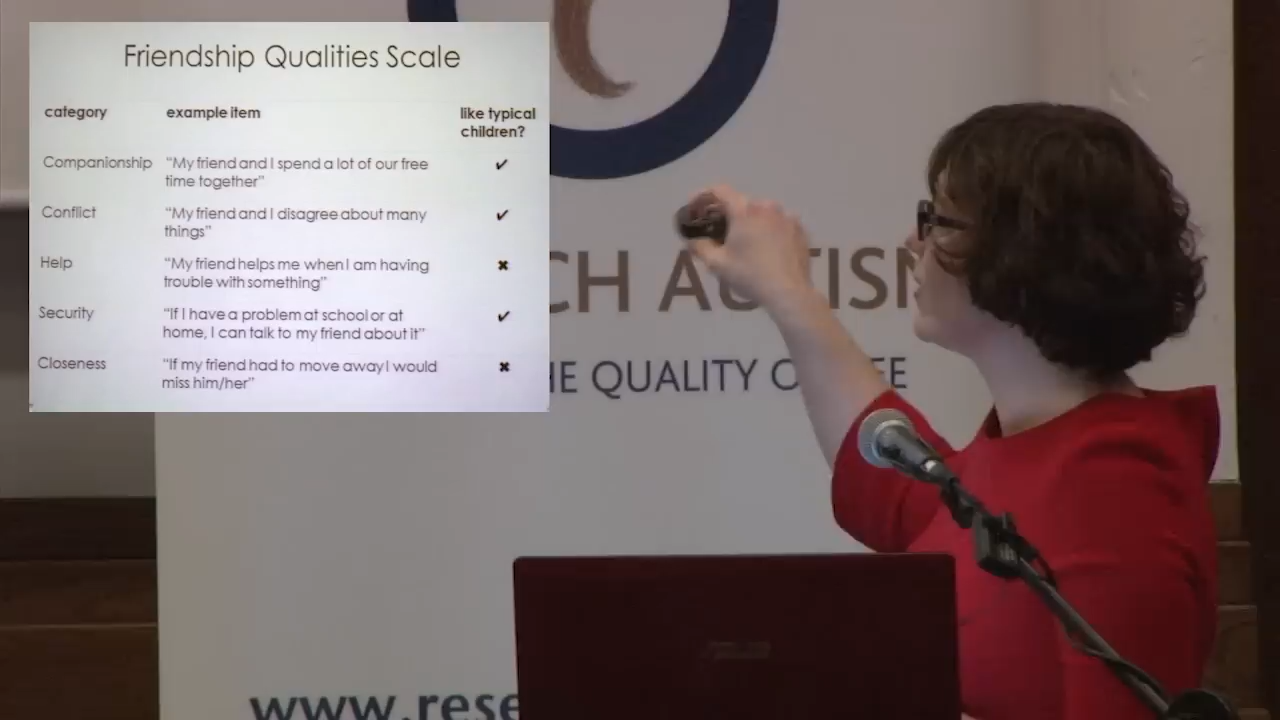 Friendship Qualities Scale
category example item like typical
children?
Companionship "My friend and I spend a lot of our free ✔
time together"
Conflict "My friend and I disagree about many ✔
things"
Help "My friend helps me when I am having ✖
trouble with something"
Security "If I have a problem at school or at ✔
home, I can talk to my friend about it"
Closeness "If my friend had to move away I would ✖
miss him/her"
CH AUTISM
HE QUALITY OF LIFE
www.rese
ASUS